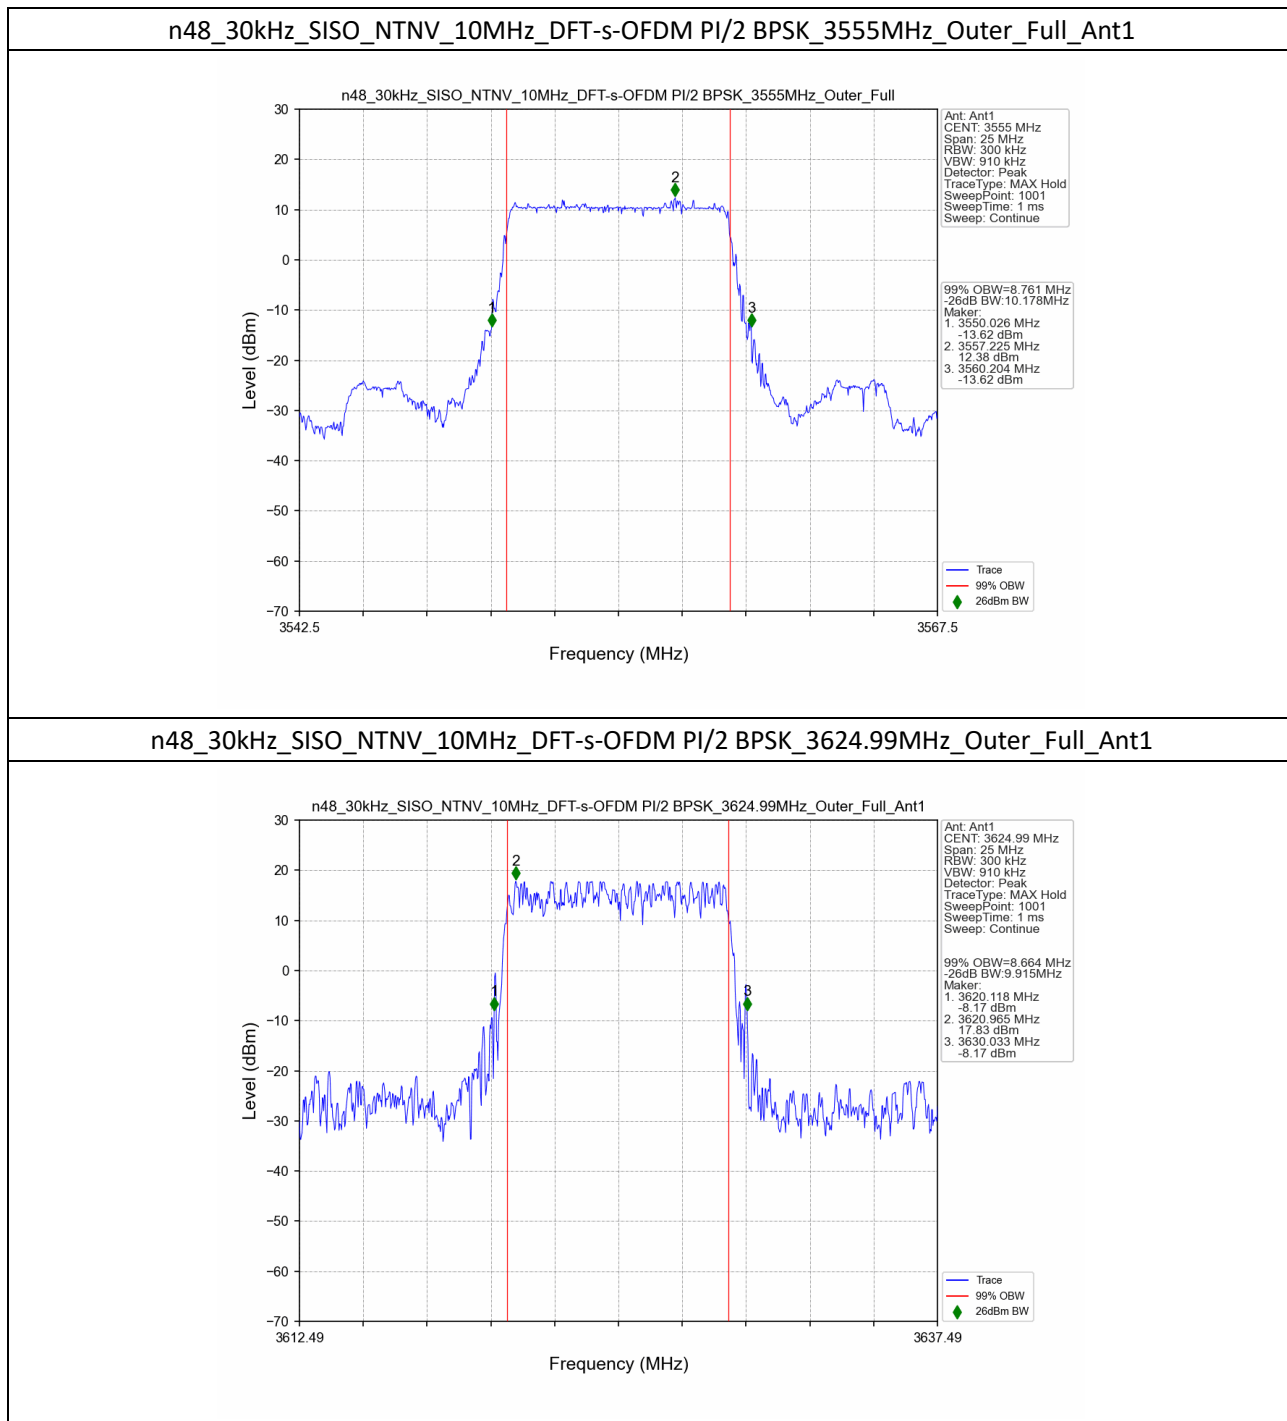 n48_30kHz_SISO_NTNV_10MHz_DFT-s-OFDM PI/2 BPSK_3555MHz_Outer_Full_Ant1
n48_30kHz_SISO_NTNV_10MHz_DFT-s-OFDM PI/2 BPSK_3555MHz_Outer_Full
30
20
10
0
−10
−20
−30
−40
−50
−60
−70
Level (dBm)
1
2
3
3542.5
3567.5
Frequency (MHz)
Ant: Ant1
CENT: 3555 MHz
Span: 25 MHz
RBW: 300 kHz
VBW: 910 kHz
Detector: Peak
TraceType: MAX Hold
SweepPoint: 1001
SweepTime: 1 ms
Sweep: Continue
99% OBW=8.761 MHz
-26dB BW:10.178MHz
Maker:
1. 3550.026 MHz
-13.62 dBm
2. 3557.225 MHz
12.38 dBm
3. 3560.204 MHz
-13.62 dBm
Trace
99% OBW
26dBm BW
n48_30kHz_SISO_NTNV_10MHz_DFT-s-OFDM PI/2 BPSK_3624.99MHz_Outer_Full_Ant1
n48_30kHz_SISO_NTNV_10MHz_DFT-s-OFDM PI/2 BPSK_3624.99MHz_Outer_Full_Ant1
30
20
10
0
−10
−20
−30
−40
−50
−60
−70
Level (dBm)
1
2
3
3612.49
3637.49
Frequency (MHz)
Ant: Ant1
CENT: 3624.99 MHz
Span: 25 MHz
RBW: 300 kHz
VBW: 910 kHz
Detector: Peak
TraceType: MAX Hold
SweepPoint: 1001
SweepTime: 1 ms
Sweep: Continue
99% OBW=8.664 MHz
-26dB BW:9.915MHz
Maker:
1. 3620.118 MHz
-8.17 dBm
2. 3620.965 MHz
17.83 dBm
3. 3630.033 MHz
-8.17 dBm
Trace
99% OBW
26dBm BW